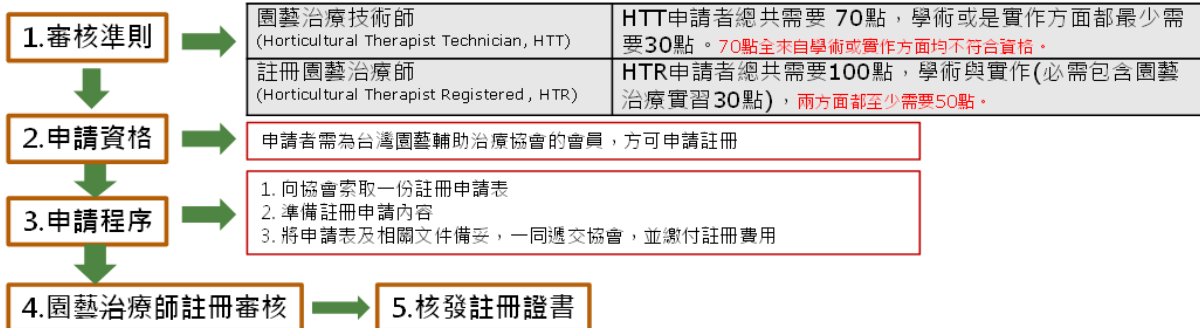 1.審核準則
園藝治療技術師
(Horticultural Therapist Technician, HTT)
HTT申請者總共需要 70點，學術或是實作方面都最少需
要30點。70點全來自學術或實作方面均不符合資格。
註冊園藝治療師
(Horticultural Therapist Registered , HTR)
HTR申請者總共需要100點，學術與實作(必需包含園藝
治療實習30點)，兩方面都至少需要50點。
2.申請資格
申請者需為台灣園藝輔助治療協會的會員，方可申請註冊
3.申請程序
1. 向協會索取一份註冊申請表
2. 準備註冊申請內容
3. 將申請表及相關文件備妥，一同遞交協會，並繳付註冊費用
4.園藝治療師註冊審核
5.核發註冊證書